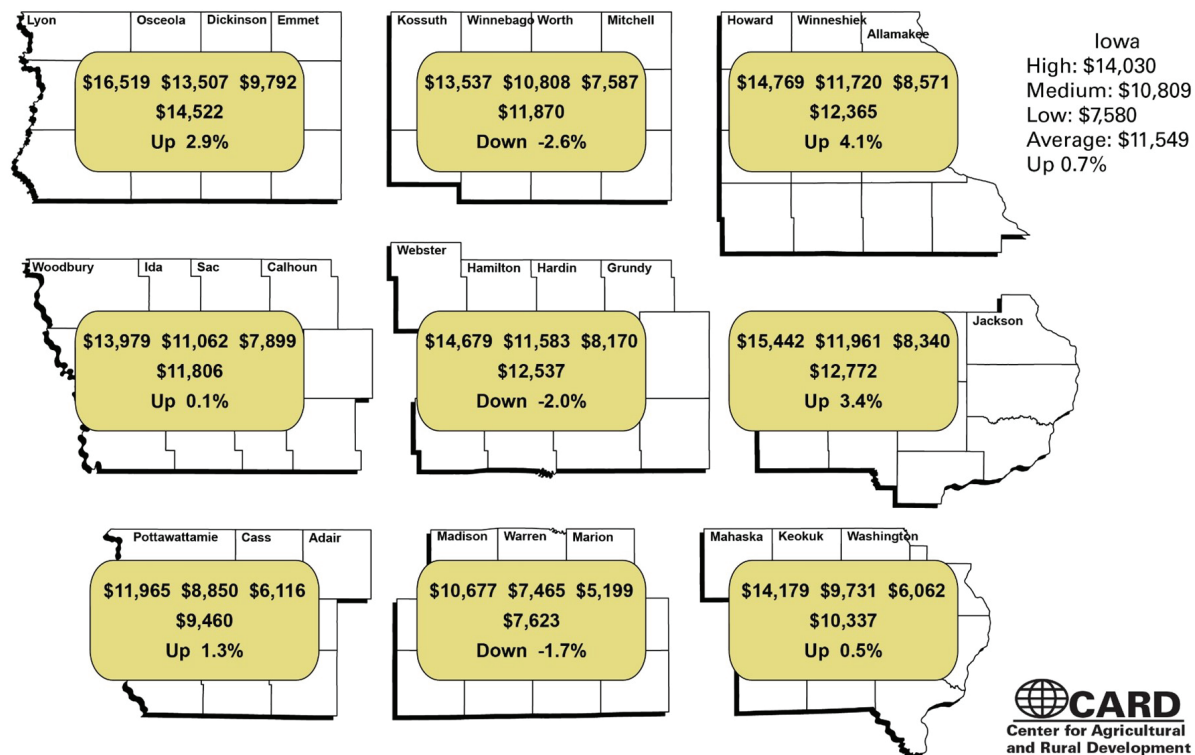 Lyon Osceola Dickinson Emmet
$16,519 $13,507 $9,792
$14,522
Up 2.9%
Kossuth Winnebago Worth Mitchell
$13,537 $10,808 $7,587
$11,870
Down -2.6%
Howard Winneshiek
Allamakee
$14,769 $11,720 $8,571
$12,365
Up 4.1%
Iowa
High: $14,030
Medium: $10,809
Low: $7,580
Average: $11,549
Up 0.7%
Woodbury Ida Sac Calhoun
$13,979 $11,062 $7,899
$11,806
Up 0.1%
Webster
Hamilton Hardin Grundy
$14,679 $11,583 $8,170
$12,537
Down -2.0%
Jackson
$15,442 $11,961 $8,340
$12,772
Up 3.4%
Pottawattamie Cass Adair
$11,965 $8,850 $6,116
$9,460
Up 1.3%
Madison Warren Marion
$10,677 $7,465 $5,199
$7,623
Down -1.7%
Mahaska Keokuk Washington
$14,179 $9,731 $6,062
$10,337
Up 0.5%
CARD
Center for Agricultural
and Rural Development